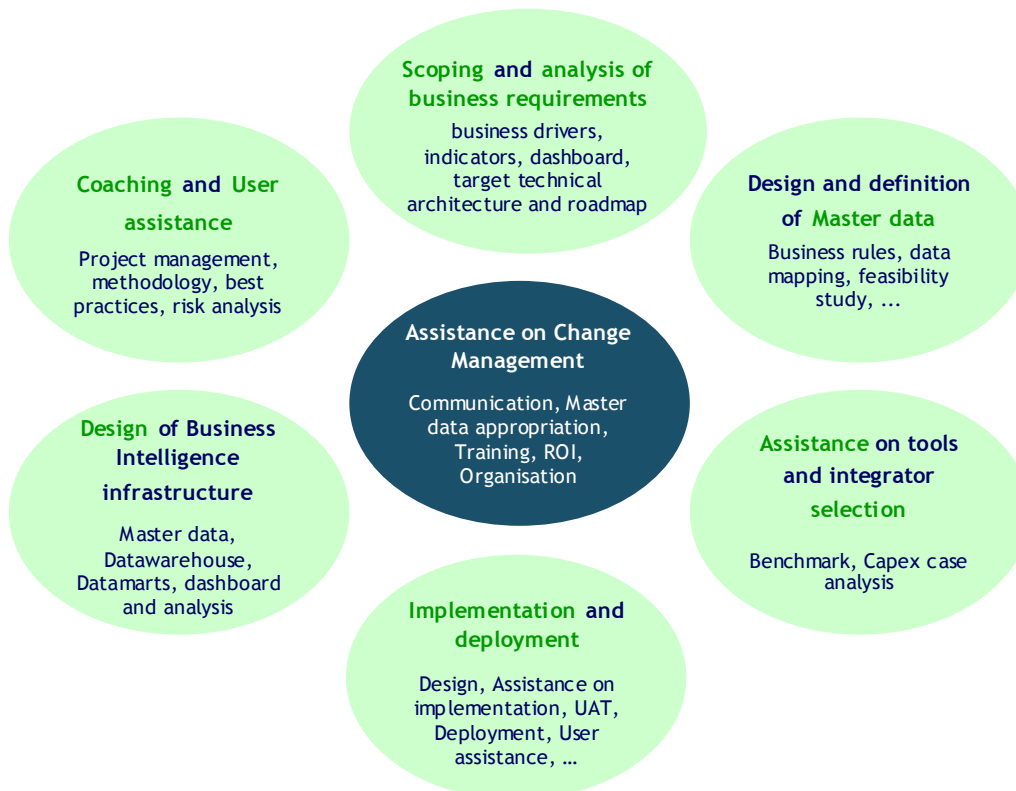 Scoping and analysis of
business requirements
business drivers,
indicators, dashboard,
target technical
architecture and roadmap
Coaching and User
assistance
Project management,
methodology, best
practices, risk analysis
Design and definition
of Master data
Business rules, data
mapping, feasibility
study, ...
Assistance on Change
Management
Communication, Master
data appropriation,
Training, ROI,
Organisation
Design of Business
Intelligence
infrastructure
Master data,
Datawarehouse,
Datamarts, dashboard
and analysis
Assistance on tools
and integrator
selection
Benchmark, Capex case
analysis
Implementation and
deployment
Design, Assistance on
implementation, UAT,
Deployment, User
assistance, …